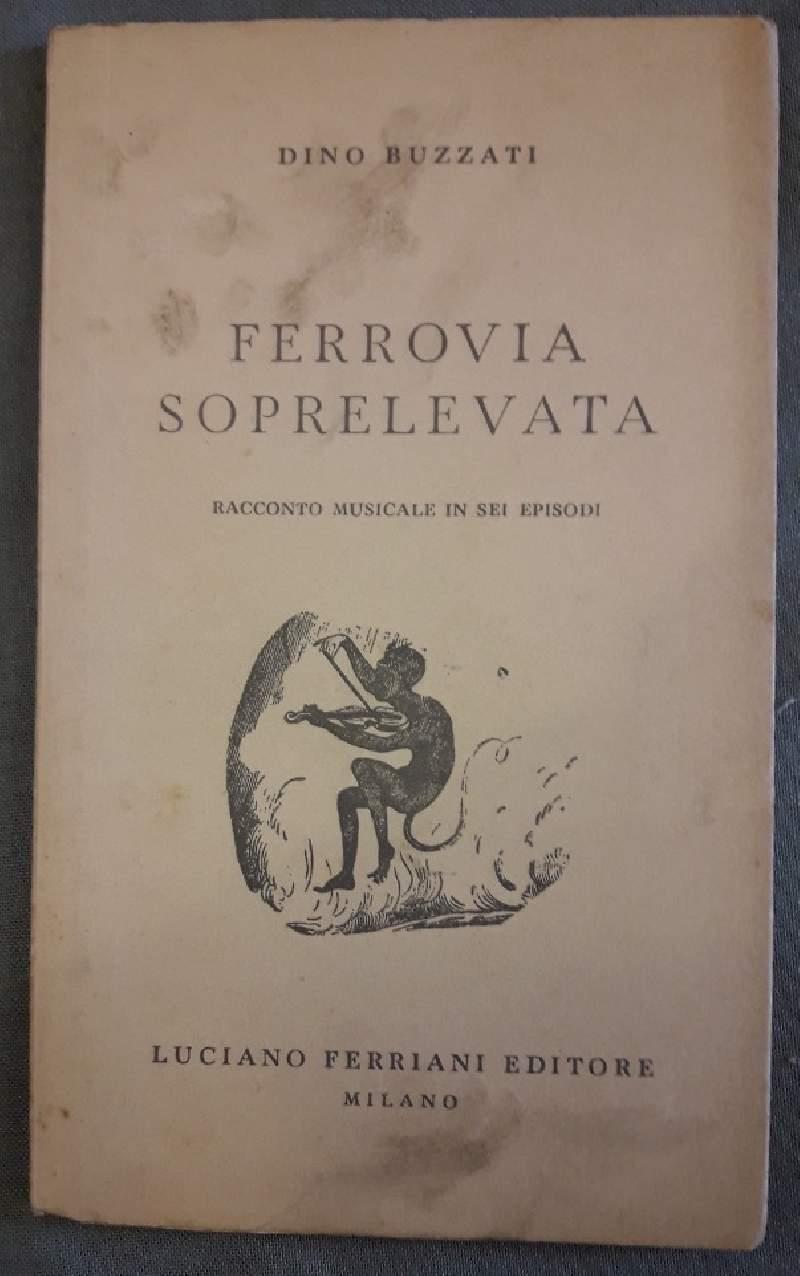 DINO BUZZATI
FERROVIA
SOPRELEVATA
RACCONTO MUSICALE IN SEI EPISODI
LUCIANO FERRIANI EDITORE
MILANO